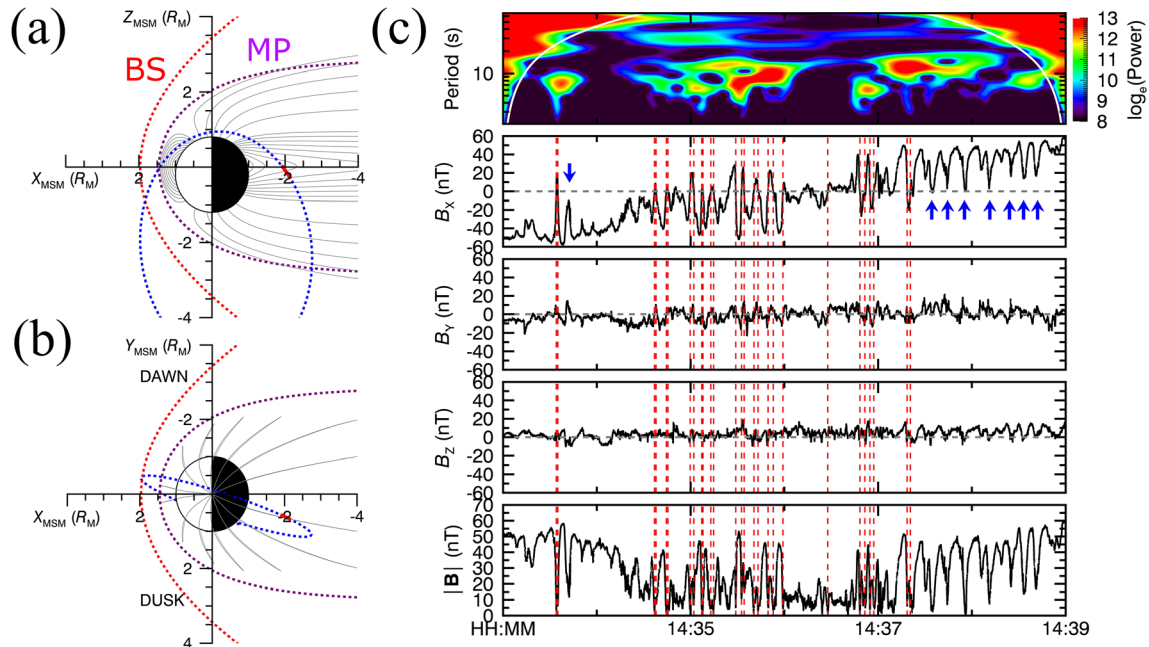 (a)
Z_MSM (R_M)
BS
MP
2
X_MSM (R_M)
2
-2
-2
-4
(b)
Y_MSM (R_M)
DAWN
-2
X_MSM (R_M)
2
-2
-4
2
DUSK
4
(c)
Period (s)
10
13
12
11
10
9
8
log_e(Power)
B_X (nT)
60
40
20
0
-20
-40
-60
B_Y (nT)
60
40
20
0
-20
-40
-60
B_Z (nT)
60
40
20
0
-20
-40
-60
|B| (nT)
70
60
50
40
30
20
10
0
HH:MM
14:35
14:37
14:39